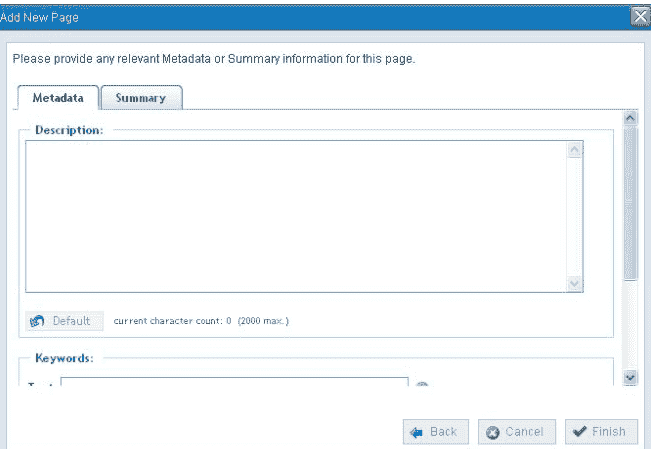 Add New Page
Please provide any relevant Metadata or Summary information for this page.
Metadata Summary
Description:
Default current character count: 0 (2000 max.)
Keywords:
Back Cancel Finish